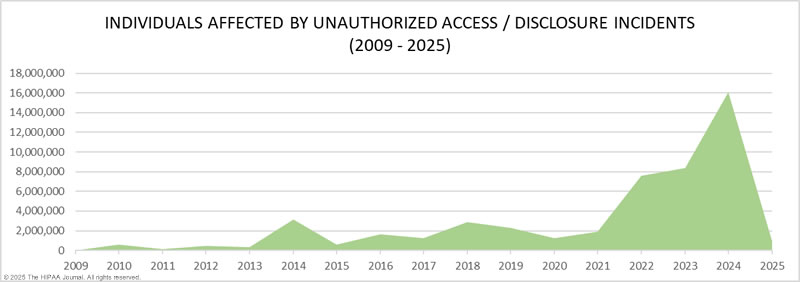 INDIVIDUALS AFFECTED BY UNAUTHORIZED ACCESS / DISCLOSURE INCIDENTS
(2009 - 2025)
18,000,000
16,000,000
14,000,000
12,000,000
10,000,000
8,000,000
6,000,000
4,000,000
2,000,000
0
2009 2010 2011 2012 2013 2014 2015 2016 2017 2018 2019 2020 2021 2022 2023 2024 2025
© 2025 The HIPAA Journal. All rights reserved.